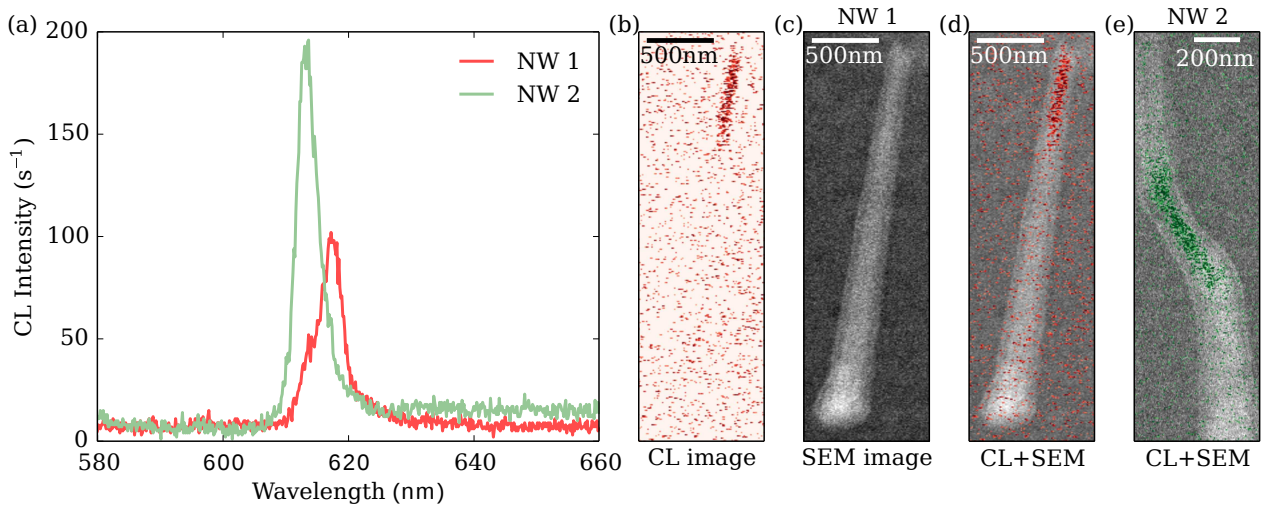 (a)
200
150
100
50
0
580
600
620
640
660
CL Intensity (s⁻¹)
Wavelength (nm)
NW 1
NW 2
(b)
500nm
CL image
(c)
NW 1
500nm
SEM image
(d)
500nm
CL+SEM
(e)
NW 2
200nm
CL+SEM